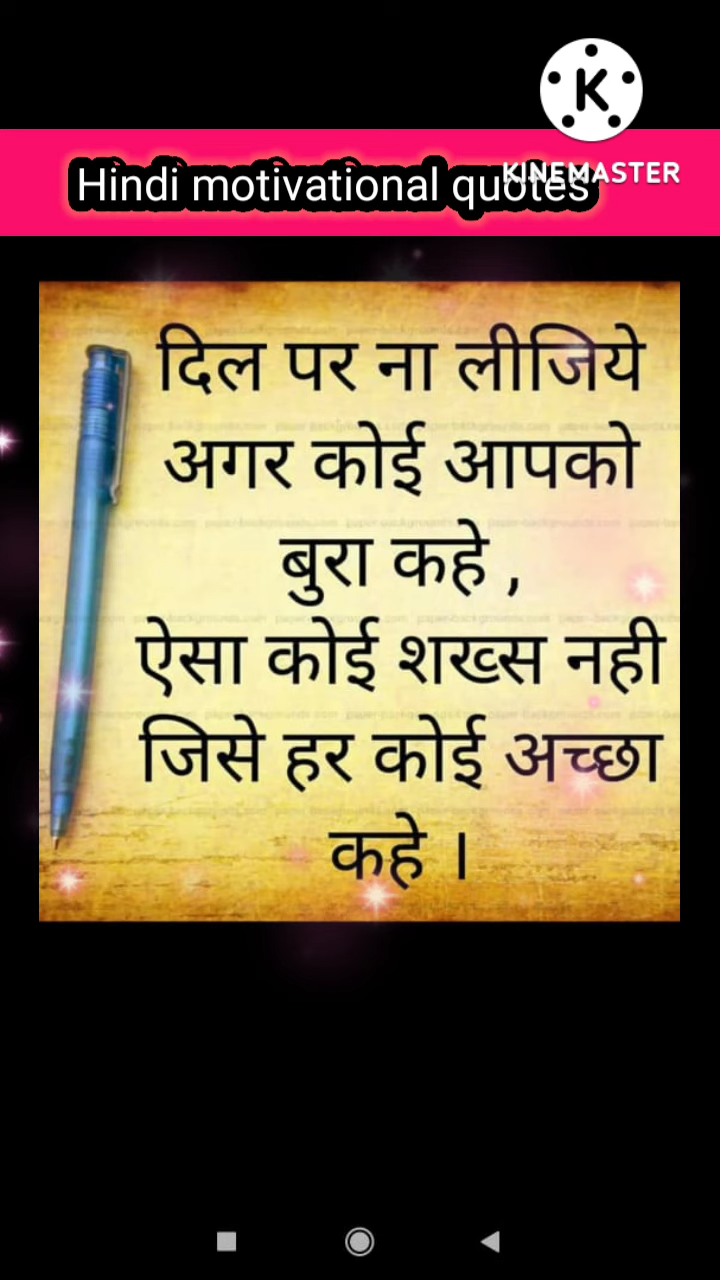 K
KINEMASTER
Hindi motivational quotes
दिल पर ना लीजिये
अगर कोई आपको
बुरा कहे ,
ऐसा कोई शख्स नही
जिसे हर कोई अच्छा
कहे ।